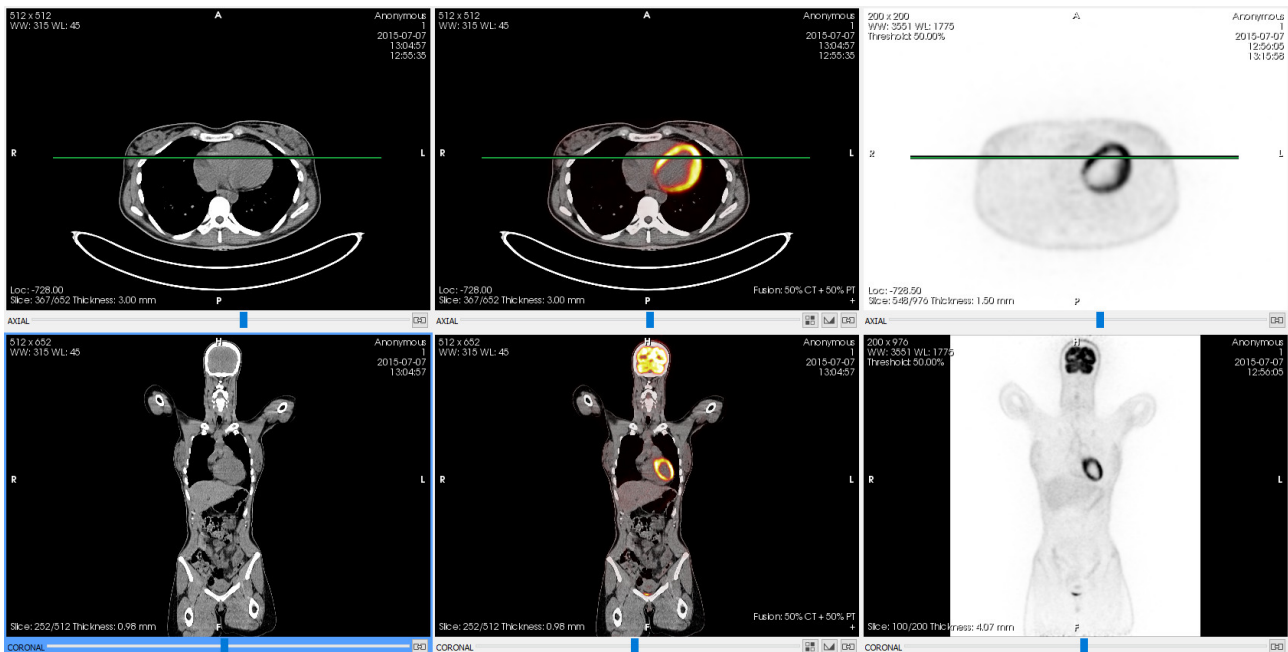 512 x 512
WW: 315 WL: 45
A
Anonymous
1
2015-07-07
13:04:57
12:55:35
R
L
Loc: -728.00
Slice: 367/652 Thickness: 3.00 mm
P
AXIAL
512 x 512
WW: 315 WL: 45
A
Anonymous
1
2015-07-07
13:04:57
12:55:35
R
L
Loc: -728.00
Slice: 367/652 Thickness: 3.00 mm
P
Fusion: 50% CT + 50% PT
+
AXIAL
200 x 200
WW: 3551 WL: 1775
Threshold: 50.00%
A
Anonymous
1
2015-07-07
12:56:05
13:15:58
R
L
Loc: -728.50
Slice: 548/976 Thickness: 1.50 mm
P
AXIAL
512 x 652
WW: 315 WL: 45
H
Anonymous
1
2015-07-07
13:04:57
R
L
Slice: 252/512 Thickness: 0.98 mm
F
CORONAL
512 x 652
WW: 315 WL: 45
H
Anonymous
1
2015-07-07
13:04:57
R
L
Slice: 252/512 Thickness: 0.98 mm
F
Fusion: 50% CT + 50% PT
+
CORONAL
200 x 976
WW: 3551 WL: 1775
Threshold: 50.00%
H
Anonymous
1
2015-07-07
12:56:05
R
L
Slice: 100/200 Thickness: 4.07 mm
F
CORONAL